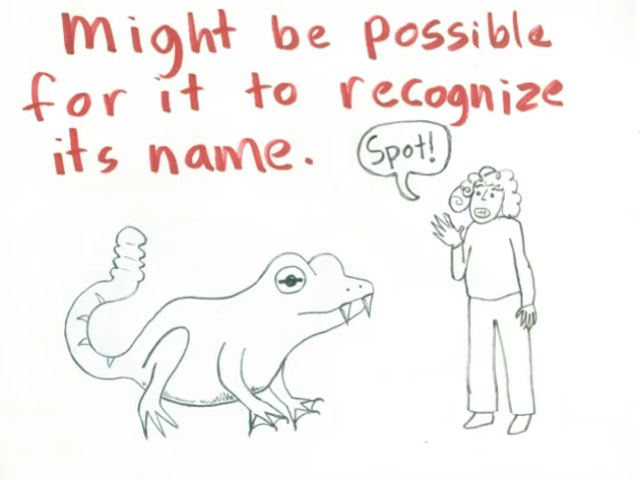 Might be possible
for it to recognize
its name.
Spot!